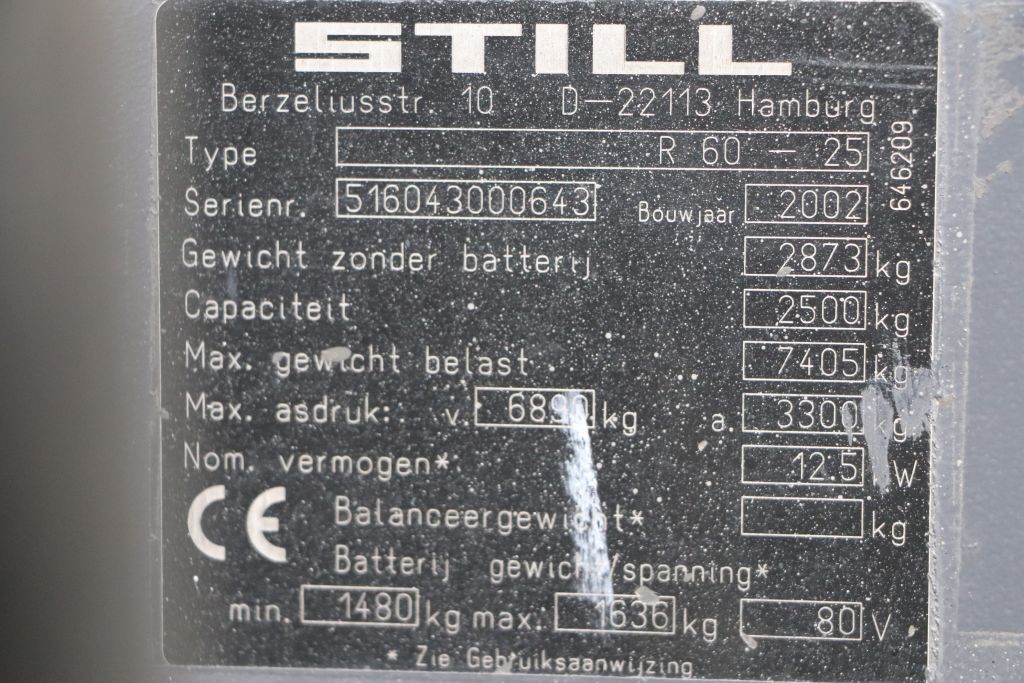 STILL
Berzeliusstr. 10 D-22113 Hamburg
Type R 60 - 25
646209
Serienr. 516043000643 Bouwjaar 2002
Gewicht zonder batterij 2873 kg
Capaciteit 2500 kg
Max. gewicht belast 7405 kg
Max. asdruk: v. kg a. 3300 kg
Nom. vermogen* 12.5 W
CE
Balanceergewicht* kg
Batterij gewicht/spanning*
min. 1480 kg max. 1636 kg 80 V
* Zie Gebruiksaanwijzing